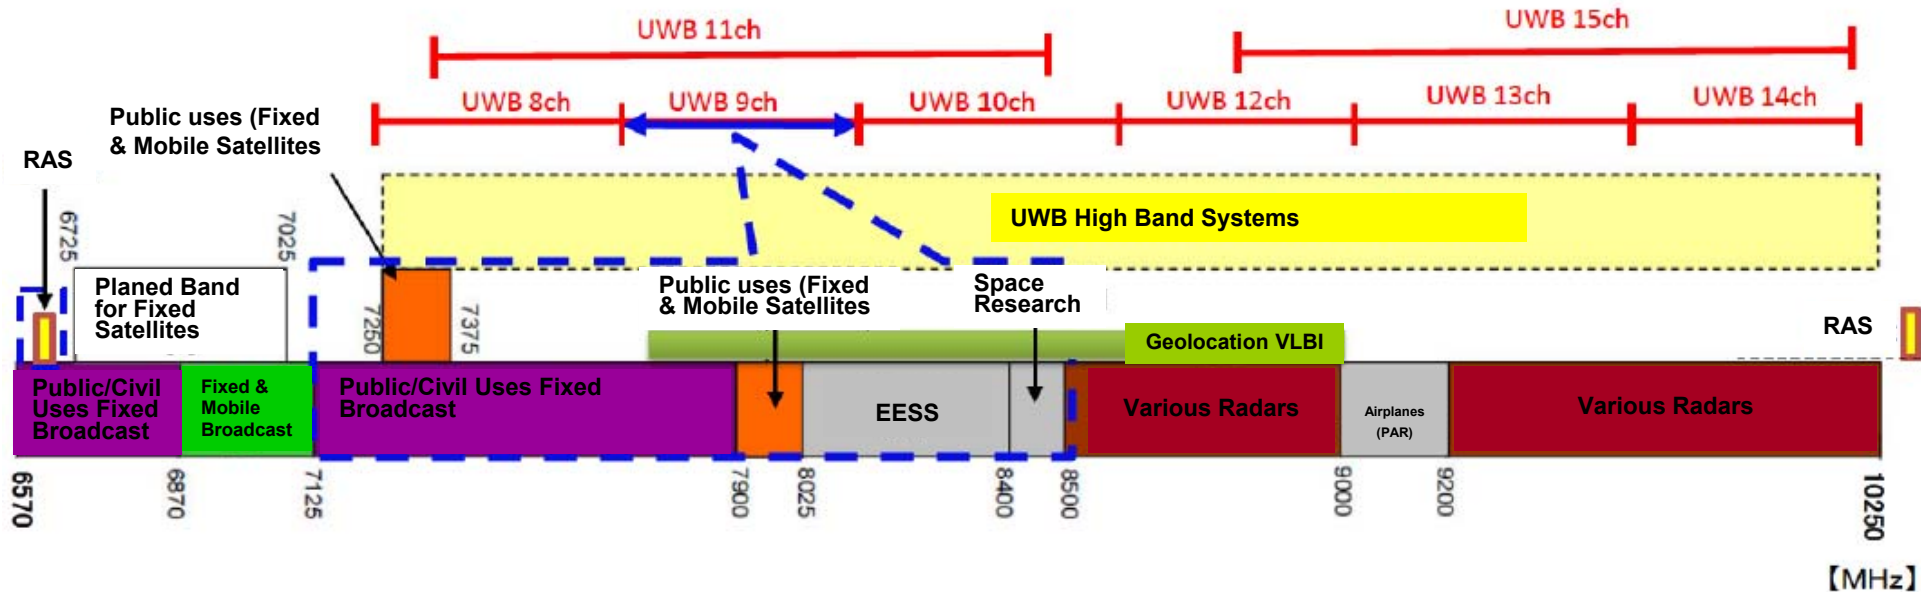 UWB 11ch
UWB 15ch
UWB 8ch
UWB 9ch
UWB 10ch
UWB 12ch
UWB 13ch
UWB 14ch
Public uses (Fixed
& Mobile Satellites
RAS
UWB High Band Systems
6725
7025
Planed Band
for Fixed
Satellites
7250
7375
Public uses (Fixed
& Mobile Satellites
Space
Research
Geolocation VLBI
RAS
Public/Civil
Uses Fixed
Broadcast
Fixed &
Mobile
Broadcast
Public/Civil Uses Fixed
Broadcast
EESS
Various Radars
Airplanes
(PAR)
Various Radars
6570
6870
7125
7900
8025
8400
8500
9000
9200
10250
【MHz】